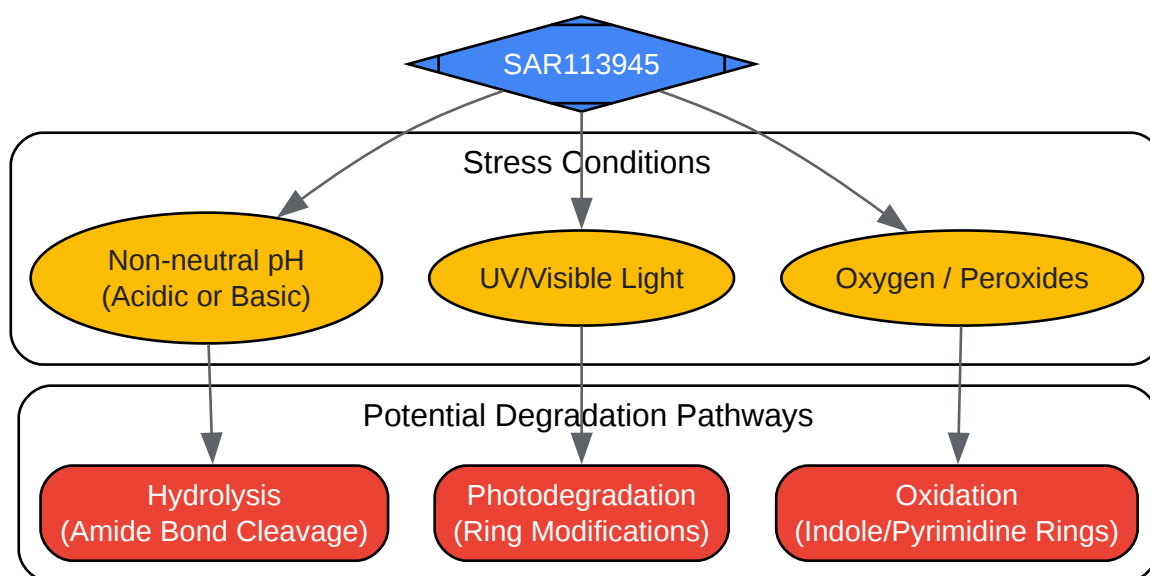 SAR113945
Stress Conditions
Non-neutral pH
(Acidic or Basic)
UV/Visible Light
Oxygen / Peroxides
Potential Degradation Pathways
Hydrolysis
(Amide Bond Cleavage)
Photodegradation
(Ring Modifications)
Oxidation
(Indole/Pyrimidine Rings)